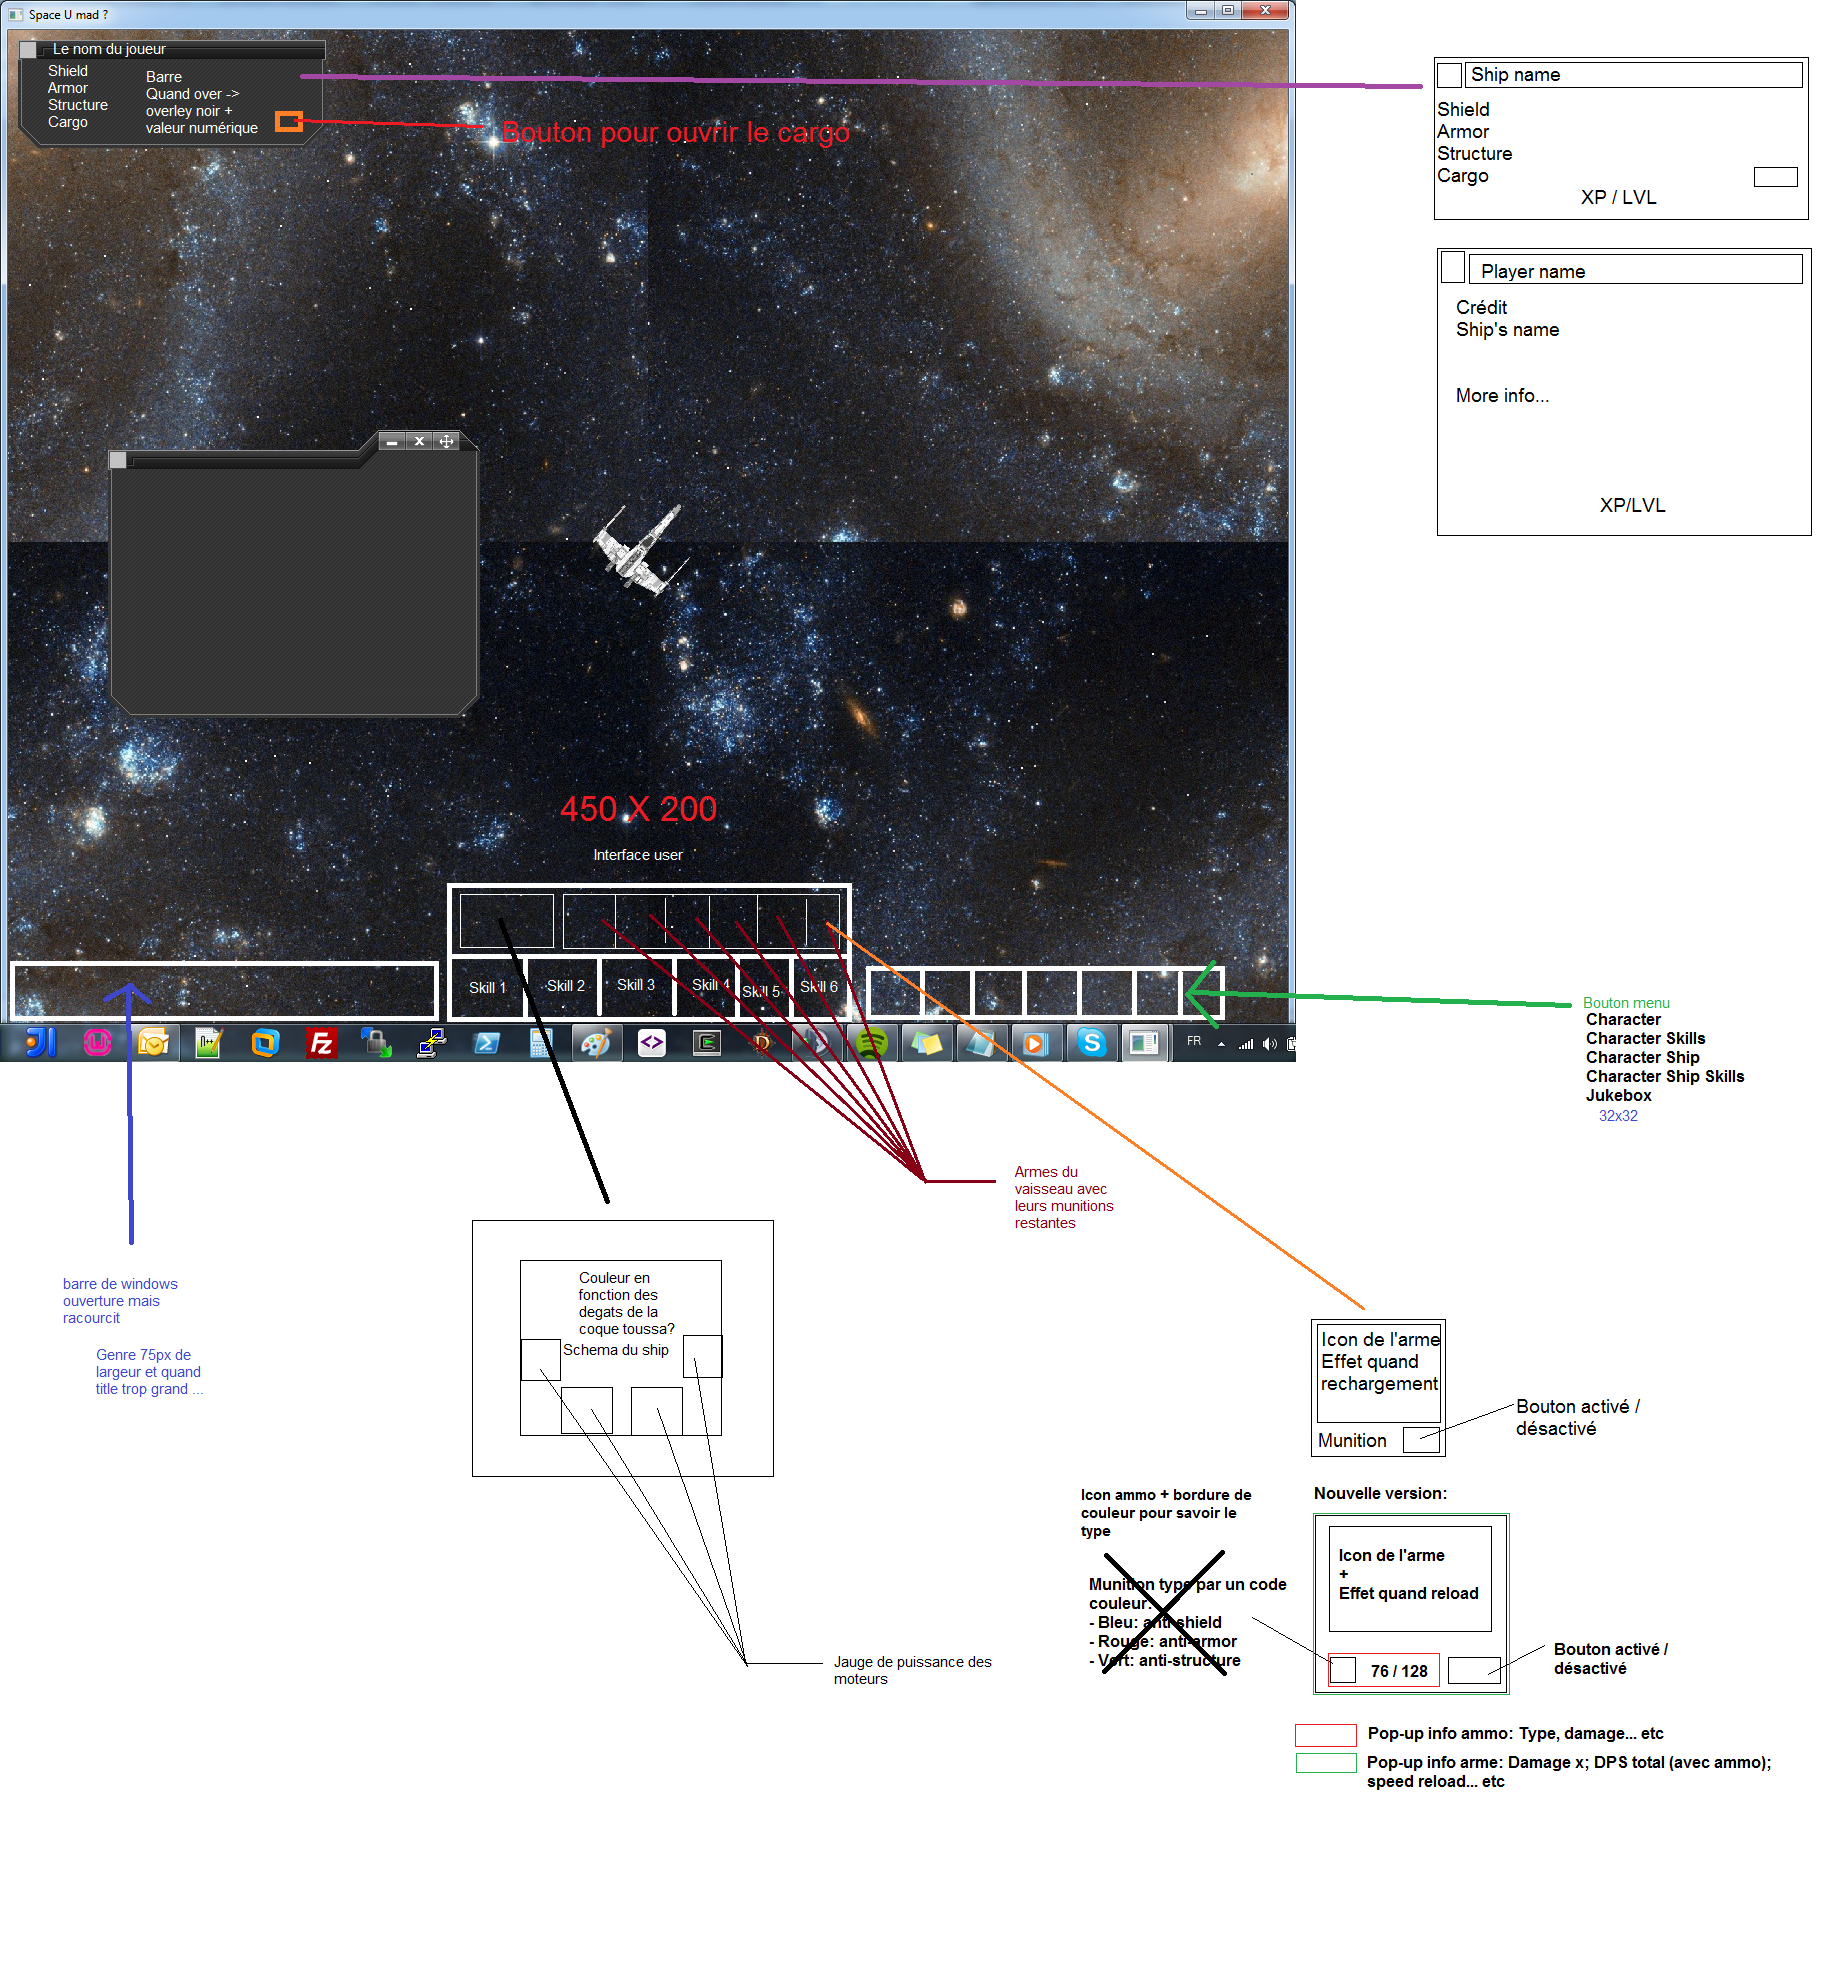 Space U mad ?
Le nom du joueur
Shield
Armor
Structure
Cargo
Barre
Quand over ->
overley noir +
valeur numérique
Bouton pour ouvrir le cargo
Ship name
Shield
Armor
Structure
Cargo
XP / LVL
Player name
Crédit
Ship's name
More info...
XP/LVL
450 X 200
Interface user
Skill 1
Skill 2
Skill 3
Skill 4
Skill 5
Skill 6
FR
Bouton menu
Character
Character Skills
Character Ship
Character Ship Skills
Jukebox
32x32
Armes du
vaisseau avec
leurs munitions
restantes
barre de windows
ouverture mais
racourcit
Genre 75px de
largeur et quand
title trop grand ...
Couleur en
fonction des
degats de la
coque toussa?
Schema du ship
Jauge de puissance des
moteurs
Icon de l'arme
Effet quand
rechargement
Munition
Bouton activé /
désactivé
Icon ammo + bordure de
couleur pour savoir le
type
Munition type par un code
couleur:
- Bleu: anti-shield
- Rouge: anti-armor
- Vert: anti-structure
Nouvelle version:
Icon de l'arme
+
Effet quand reload
76 / 128
Bouton activé /
désactivé
Pop-up info ammo: Type, damage... etc
Pop-up info arme: Damage x; DPS total (avec ammo);
speed reload... etc